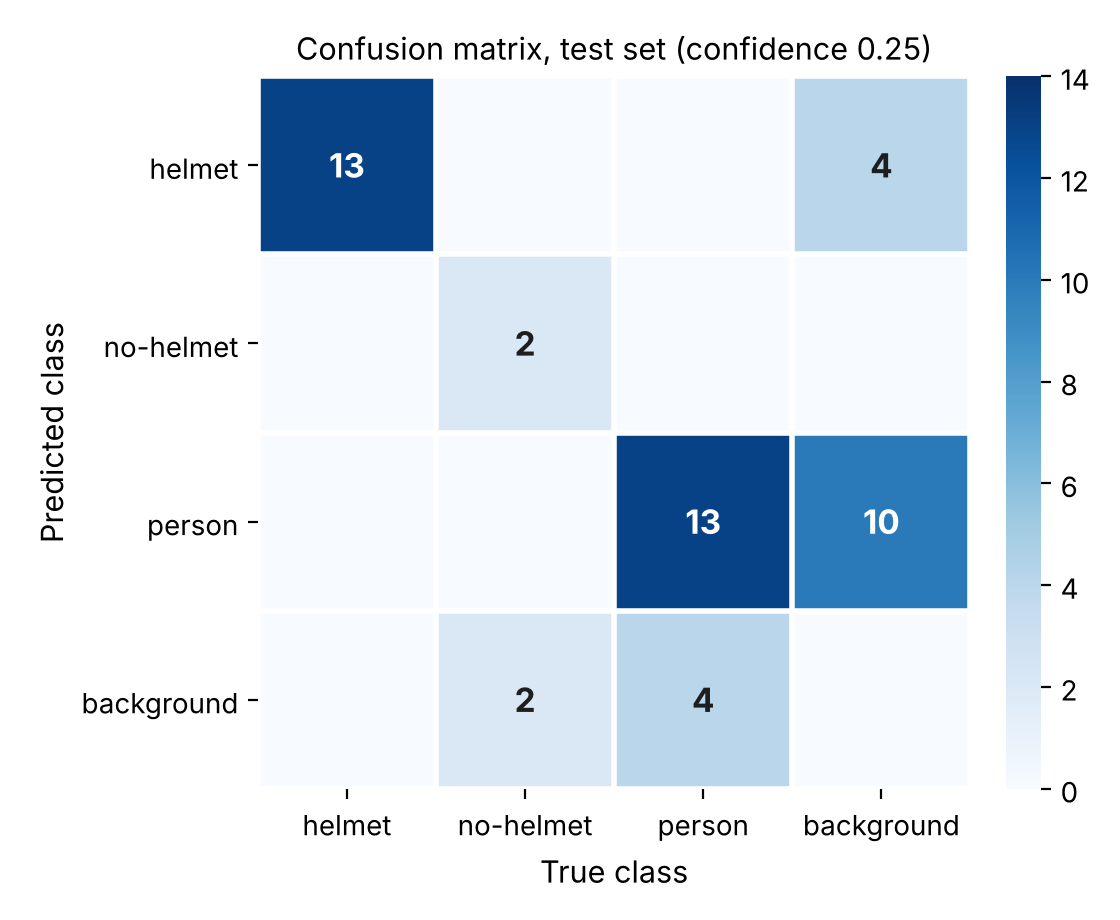 Confusion matrix, test set (confidence 0.25)
Predicted class
helmet
13
4
no-helmet
2
person
13
10
background
2
4
helmet
no-helmet
person
background
True class
14
12
10
8
6
4
2
0